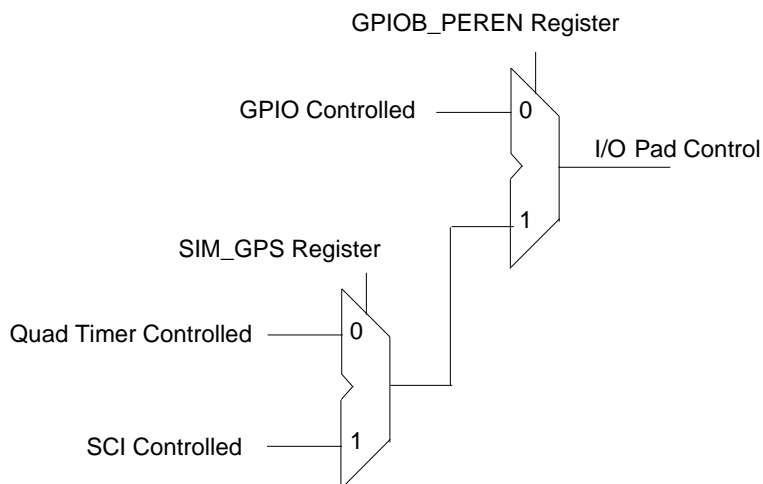 GPIOB_PEREN Register
GPIO Controlled
0
I/O Pad Control
1
SIM_GPS Register
Quad Timer Controlled
0
SCI Controlled
1